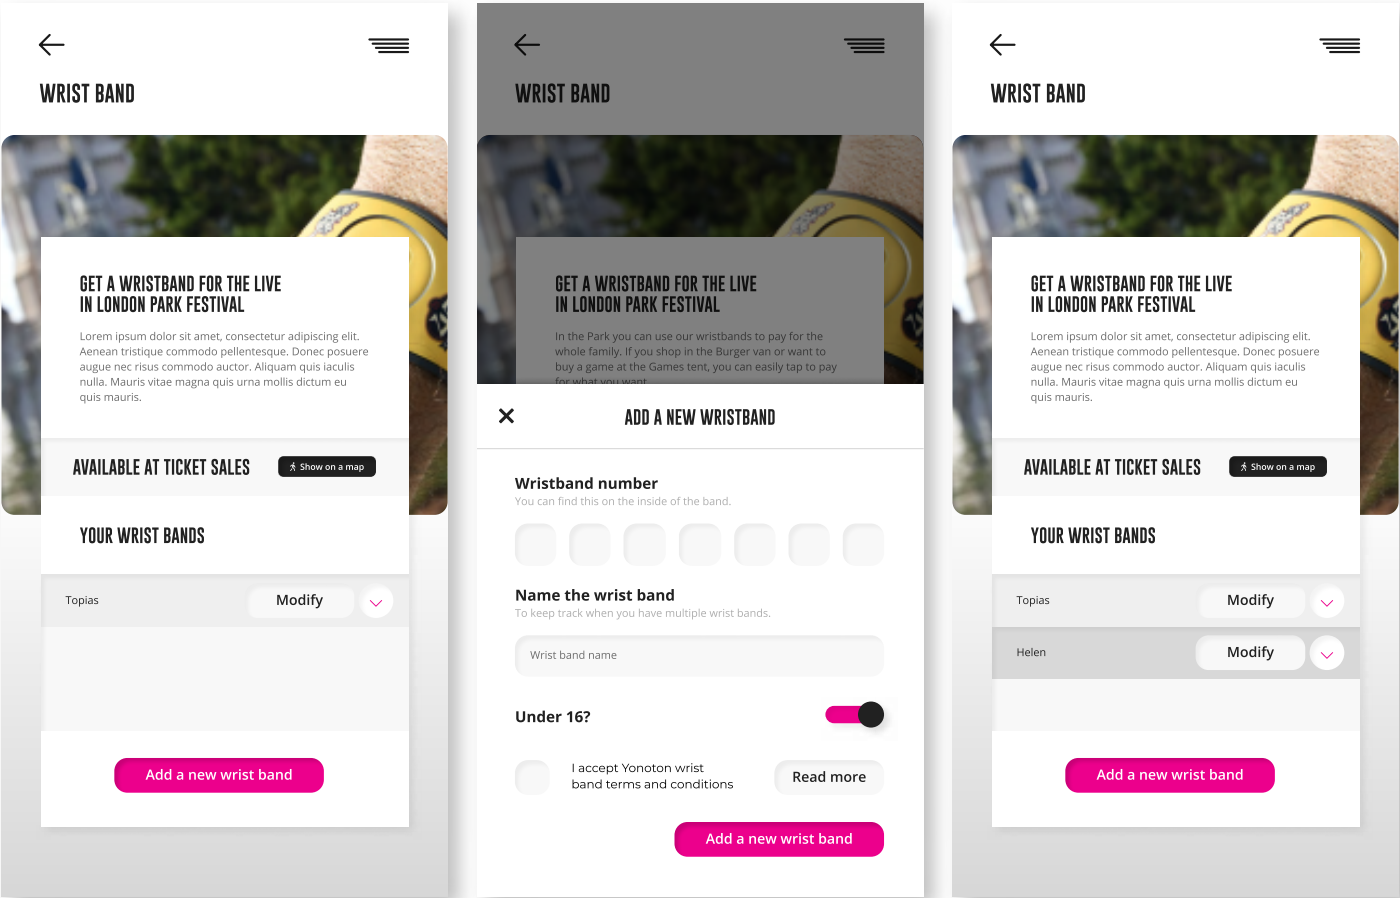 WRIST BAND
GET A WRISTBAND FOR THE LIVE
IN LONDON PARK FESTIVAL
Lorem ipsum dolor sit amet, consectetur adipiscing elit.
Aenean tristique commodo pellentesque. Donec posuere
augue nec risus commodo auctor. Aliquam quis iaculis
nulla. Mauris vitae magna quis urna mollis dictum eu
quis mauris.
AVAILABLE AT TICKET SALES
Show on a map
YOUR WRIST BANDS
Topias
Modify
Add a new wrist band
WRIST BAND
GET A WRISTBAND FOR THE LIVE
IN LONDON PARK FESTIVAL
In the Park you can use our wristbands to pay for the
whole family. If you shop in the Burger van or want to
buy a game at the Games tent, you can easily tap to pay
for what you want.
ADD A NEW WRISTBAND
Wristband number
You can find this on the inside of the band.
Name the wrist band
To keep track when you have multiple wrist bands.
Wrist band name
Under 16?
I accept Yonoton wrist
band terms and conditions
Read more
Add a new wrist band
WRIST BAND
GET A WRISTBAND FOR THE LIVE
IN LONDON PARK FESTIVAL
Lorem ipsum dolor sit amet, consectetur adipiscing elit.
Aenean tristique commodo pellentesque. Donec posuere
augue nec risus commodo auctor. Aliquam quis iaculis
nulla. Mauris vitae magna quis urna mollis dictum eu
quis mauris.
AVAILABLE AT TICKET SALES
Show on a map
YOUR WRIST BANDS
Topias
Modify
Helen
Modify
Add a new wrist band